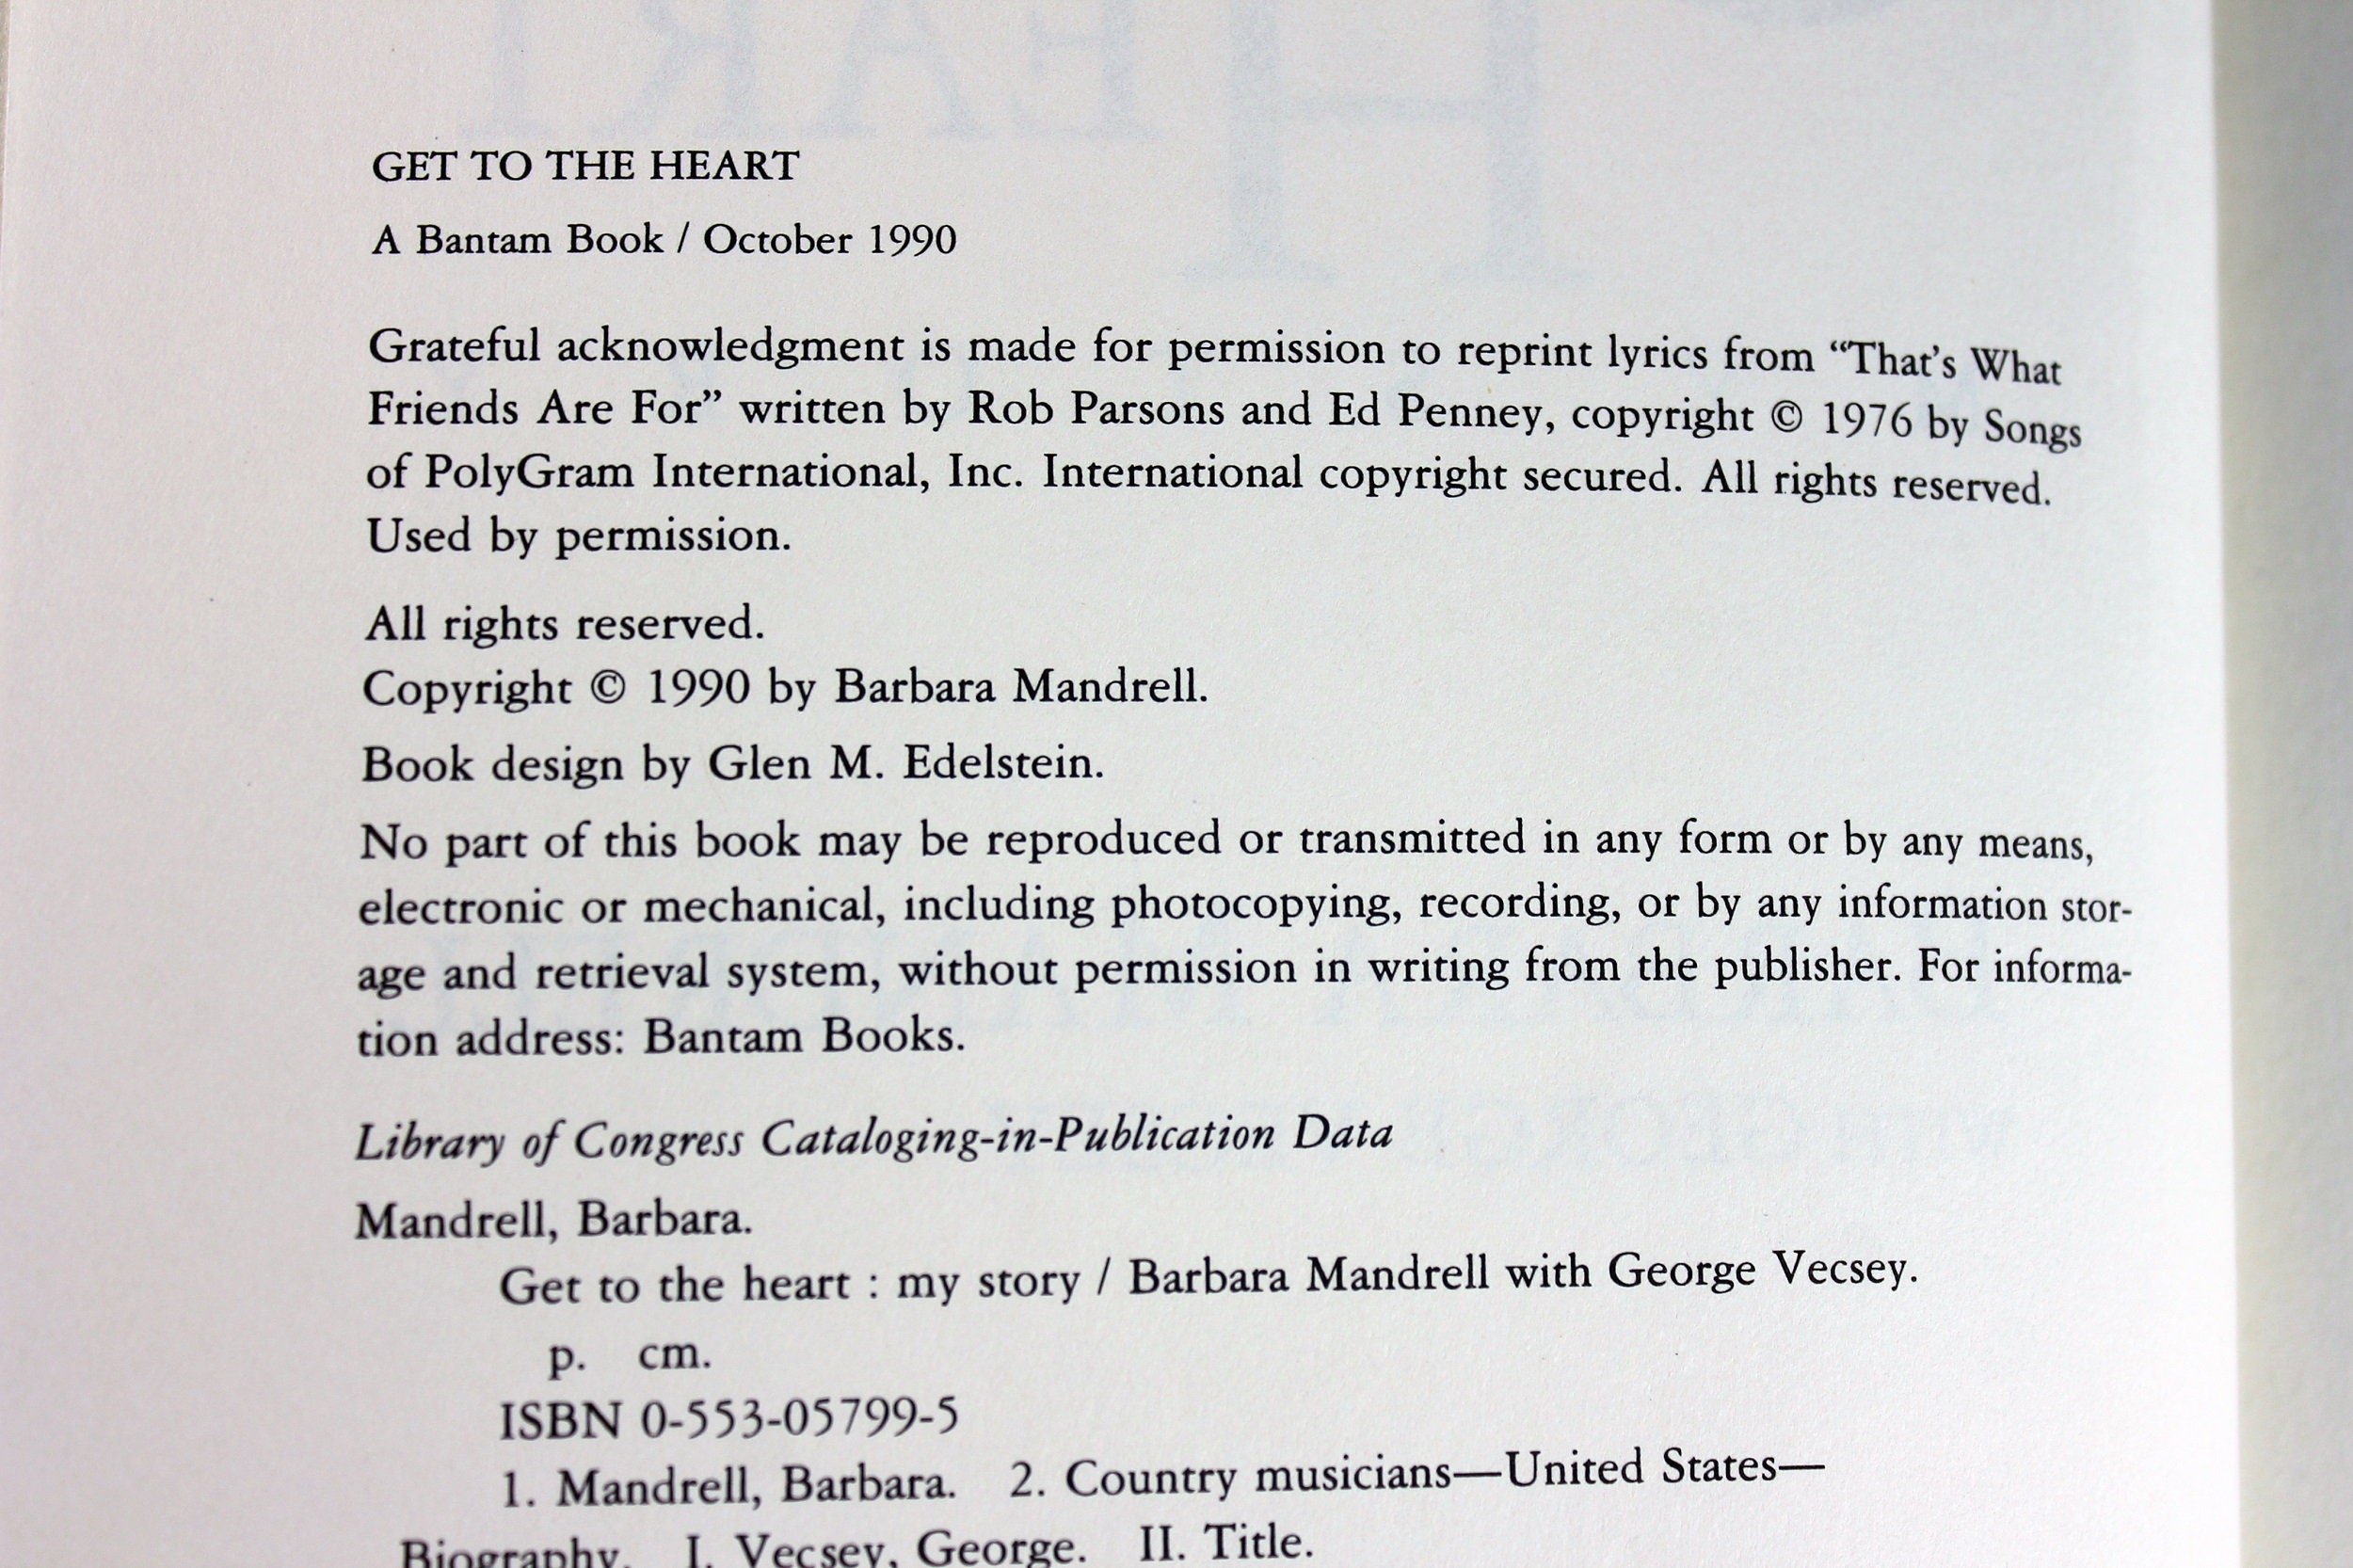 GET TO THE HEART
A Bantam Book / October 1990
Grateful acknowledgment is made for permission to reprint lyrics from “That’s What
Friends Are For” written by Rob Parsons and Ed Penney, copyright © 1976 by Songs
of PolyGram International, Inc. International copyright secured. All rights reserved.
Used by permission.
All rights reserved.
Copyright © 1990 by Barbara Mandrell.
Book design by Glen M. Edelstein.
No part of this book may be reproduced or transmitted in any form or by any means,
electronic or mechanical, including photocopying, recording, or by any information stor-
age and retrieval system, without permission in writing from the publisher. For informa-
tion address: Bantam Books.
Library of Congress Cataloging-in-Publication Data
Mandrell, Barbara.
Get to the heart : my story / Barbara Mandrell with George Vecsey.
p. cm.
ISBN 0-553-05799-5
1. Mandrell, Barbara. 2. Country musicians—United States—
Biography. I. Vecsey, George. II. Title.